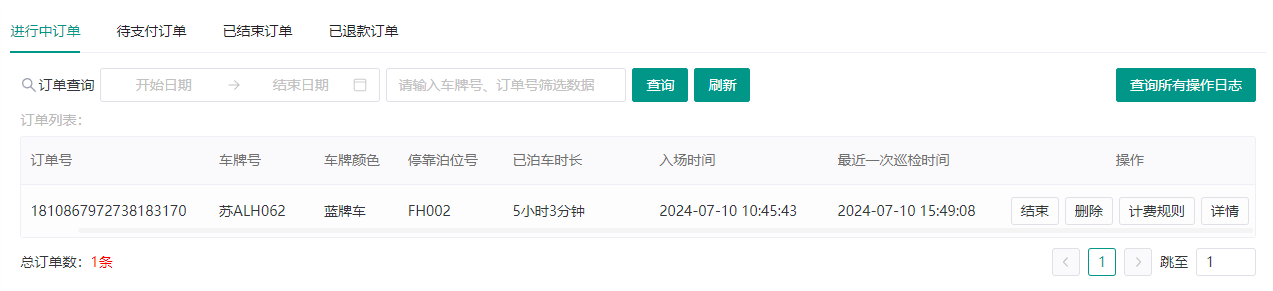 进行中订单 待支付订单 已结束订单 已退款订单
订单查询 开始日期 → 结束日期 请输入车牌号、订单号筛选数据 查询 刷新 查询所有操作日志
订单列表:
订单号 车牌号 车牌颜色 停靠泊位号 已泊车时长 入场时间 最近一次巡检时间 操作
1810867972738183170 苏ALH062 蓝牌车 FH002 5小时3分钟 2024-07-10 10:45:43 2024-07-10 15:49:08 结束 删除 计费规则 详情
总订单数: 1条 < 1 > 跳至 1